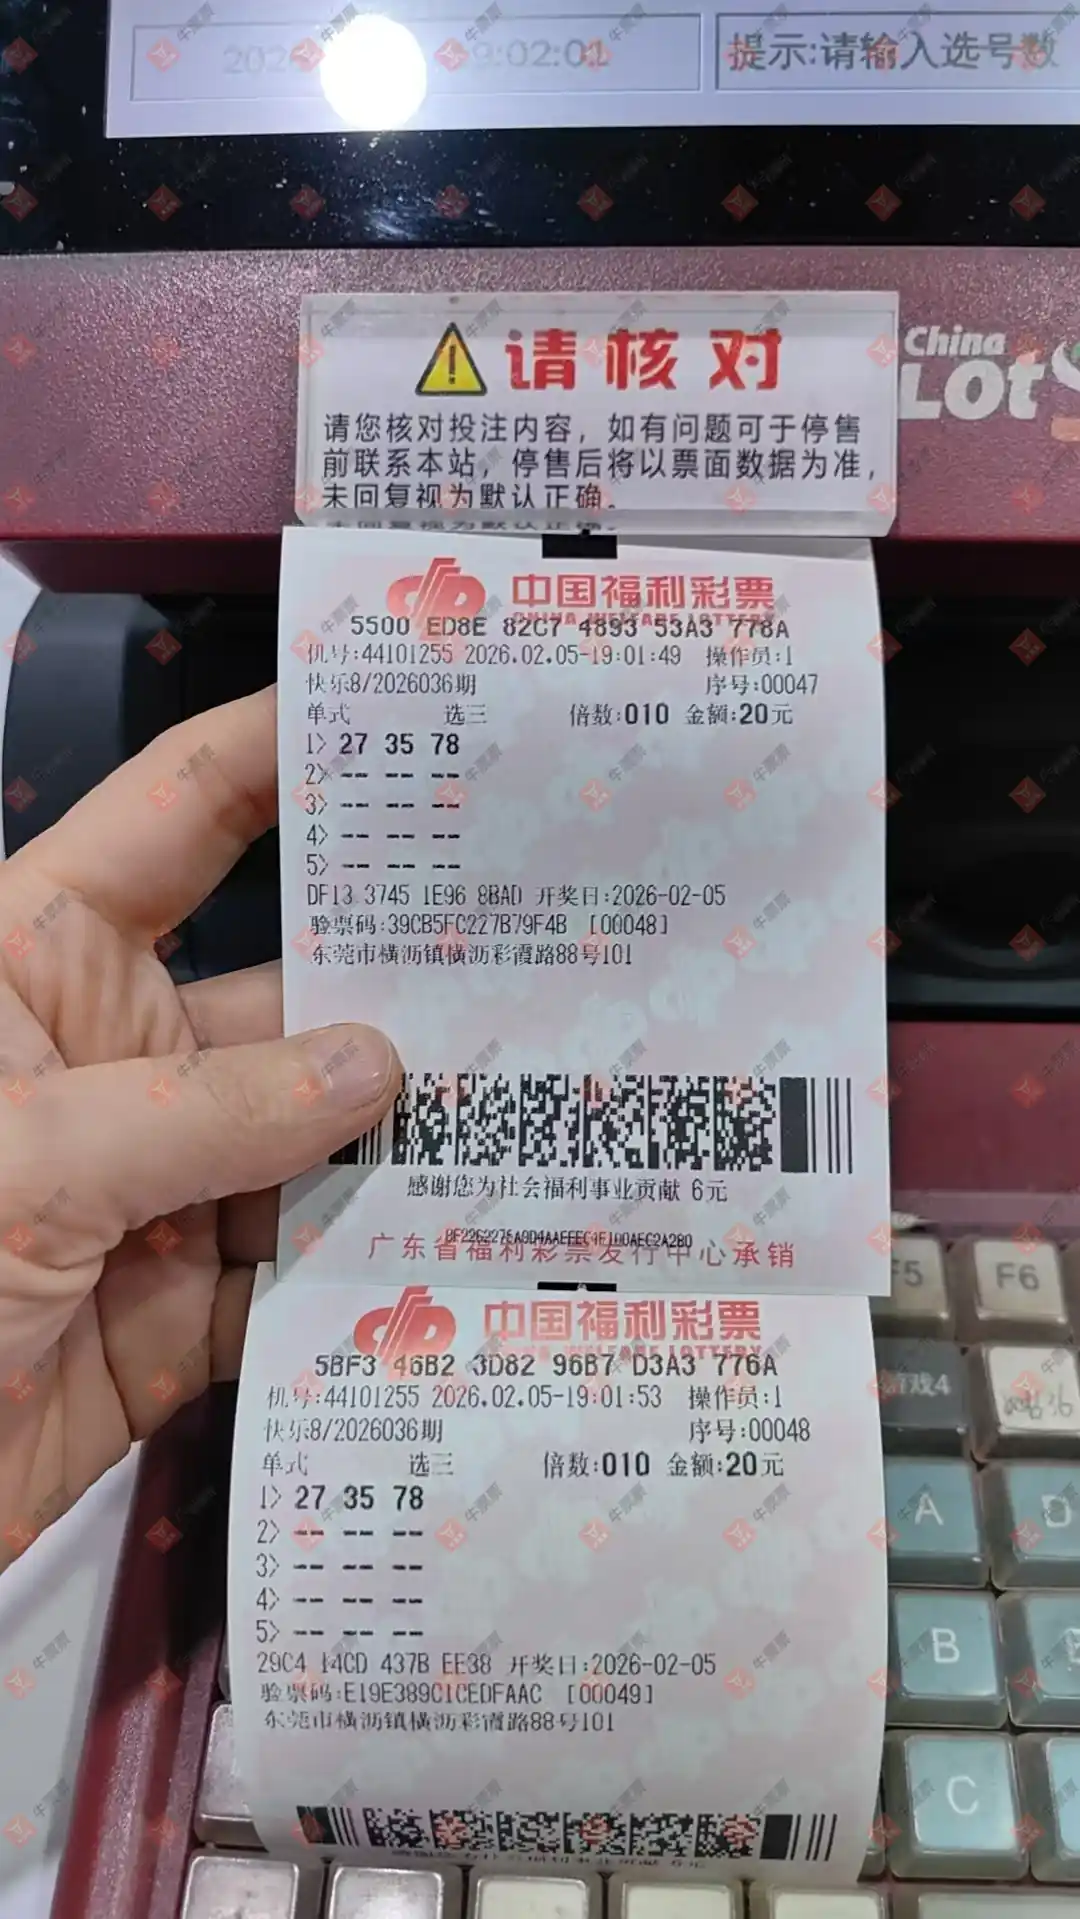 提示:请输入选号数
China
LOt
请核对
请您核对投注内容，如有问题可于停售
前联系本站，停售后将以票面数据为准，
未回复视为默认正确。
中国福利彩票
CHINA WELFARE LOTTERY
5500 ED8E 82C7 4893 53A3 778A
机号:44101255 2026.02.05-19:01:49 操作员:1
快乐8/2026036期 序号:00047
单式 选三 倍数:010 金额:20元
1> 27 35 78
2> -- -- --
3> -- -- --
4> -- -- --
5> -- -- --
DF13 3745 1E96 8BAD 开奖日:2026-02-05
验票码:39CB5FC227B79F4B [00048]
东莞市横沥镇横沥彩霞路88号101
感谢您为社会福利事业贡献 6元
广东省福利彩票发行中心承销
中国福利彩票
5BF3 46B2 3D82 96B7 D3A3 776A
机号:44101255 2026.02.05-19:01:53 操作员:1
快乐8/2026036期 序号:00048
单式 选三 倍数:010 金额:20元
1> 27 35 78
2> -- -- --
3> -- -- --
4> -- -- --
5> -- -- --
29C4 14CD 437B EE38 开奖日:2026-02-05
验票码:E19E389C1CEDFAAC [00049]
东莞市横沥镇横沥彩霞路88号101
F5 F6
游戏4
A D
B
C
牛票票